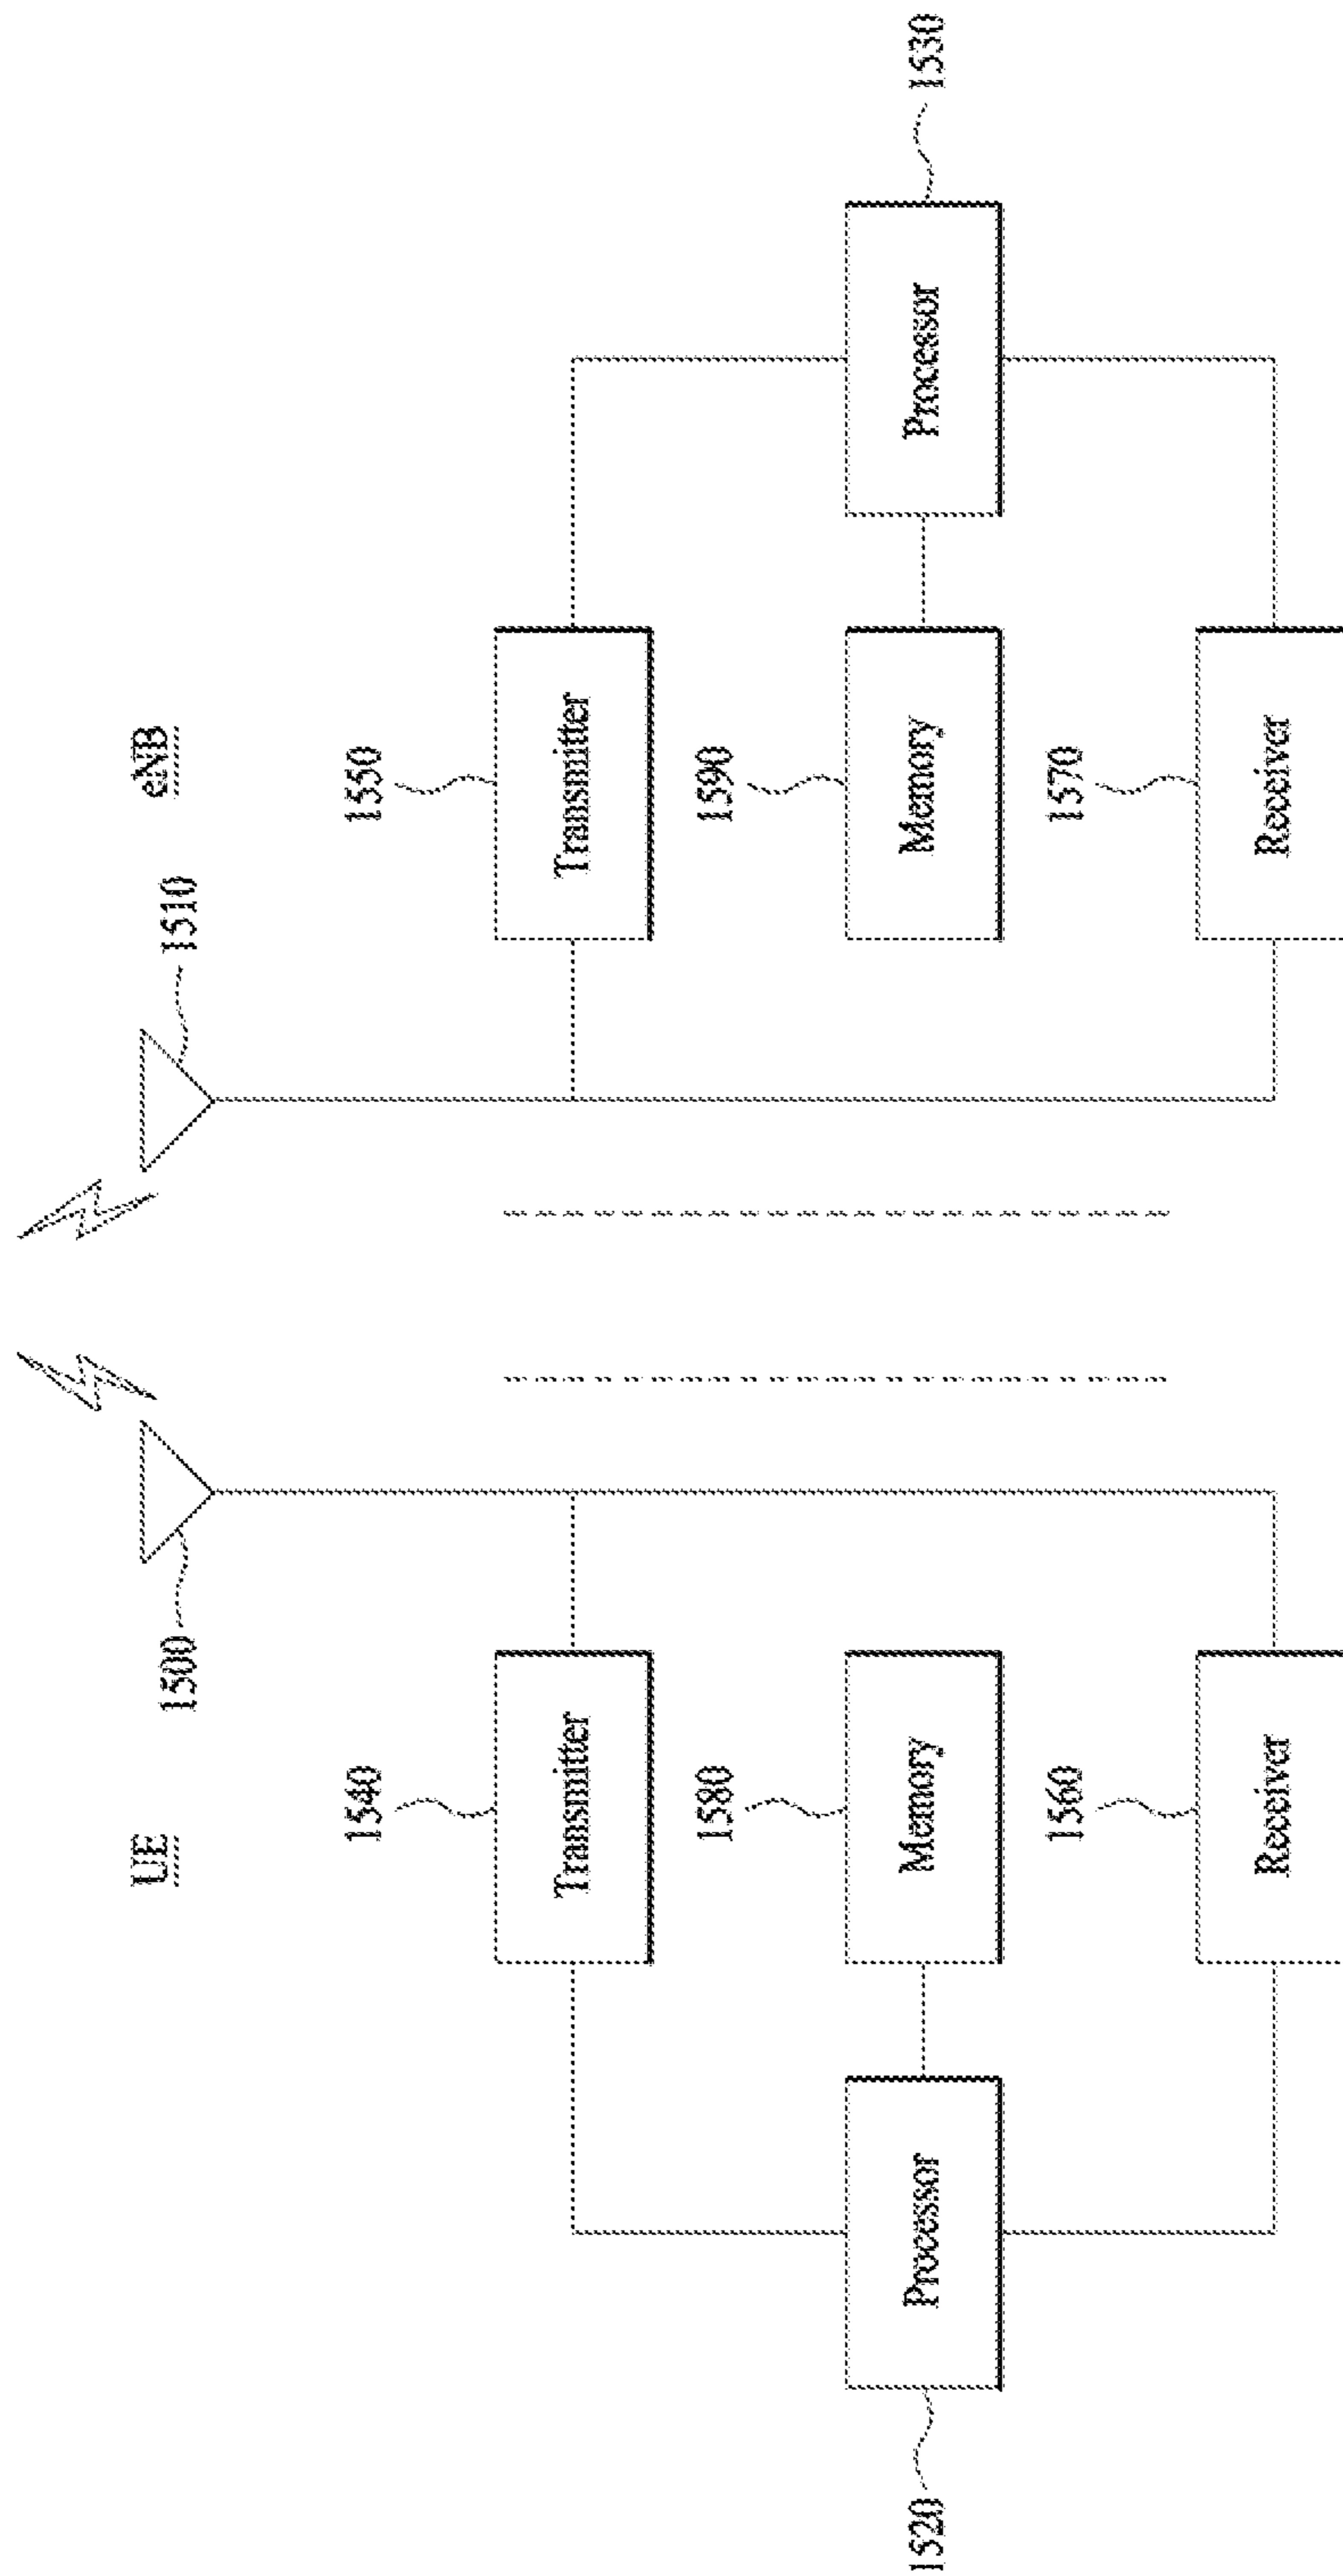 UE
eNB
1500
1510
1540
1550
Transmitter
Transmitter
1580
1590
1520
Processor
Memory
Memory
Processor
1530
1560
1570
Receiver
Receiver